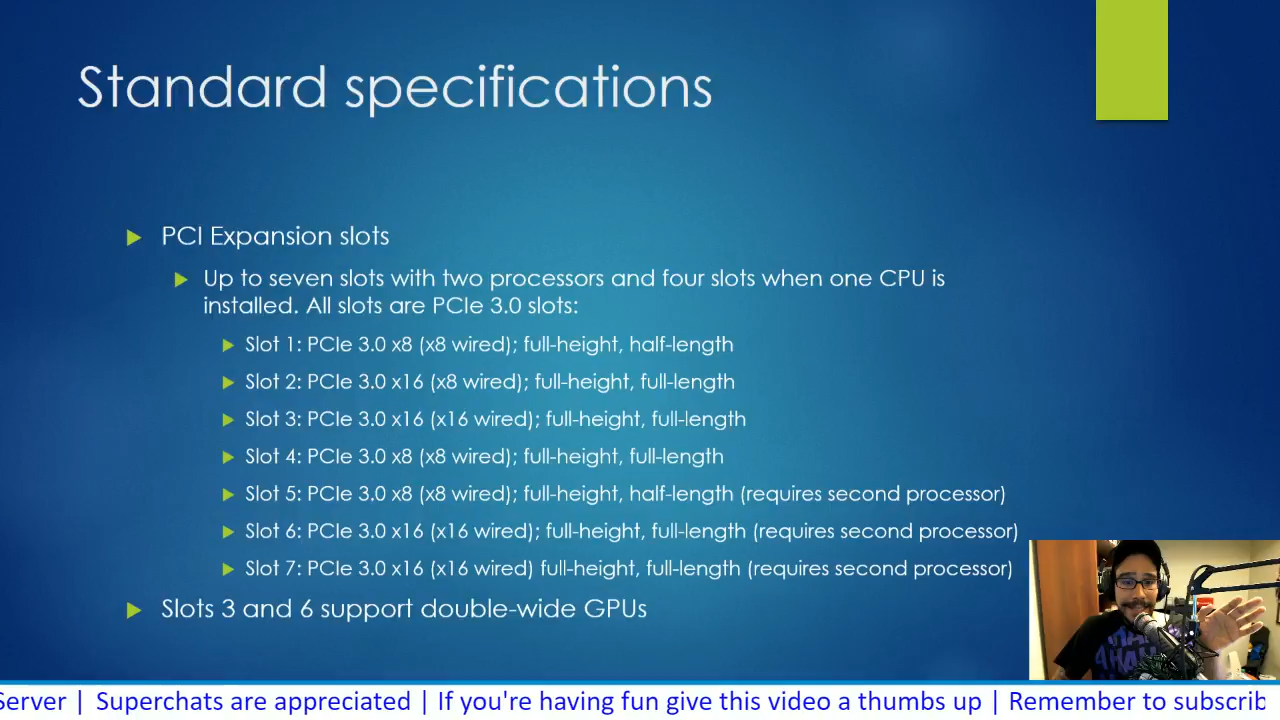 Standard specifications
PCI Expansion slots
Up to seven slots with two processors and four slots when one CPU is
installed. All slots are PCIe 3.0 slots:
Slot 1: PCIe 3.0 x8 (x8 wired); full-height, half-length
Slot 2: PCIe 3.0 x16 (x8 wired); full-height, full-length
Slot 3: PCIe 3.0 x16 (x16 wired); full-height, full-length
Slot 4: PCIe 3.0 x8 (x8 wired); full-height, full-length
Slot 5: PCIe 3.0 x8 (x8 wired); full-height, half-length (requires second processor)
Slot 6: PCIe 3.0 x16 (x16 wired); full-height, full-length (requires second processor)
Slot 7: PCIe 3.0 x16 (x16 wired) full-height, full-length (requires second processor)
Slots 3 and 6 support double-wide GPUs
Server | Superchats are appreciated | If you're having fun give this video a thumbs up | Remember to subscrib